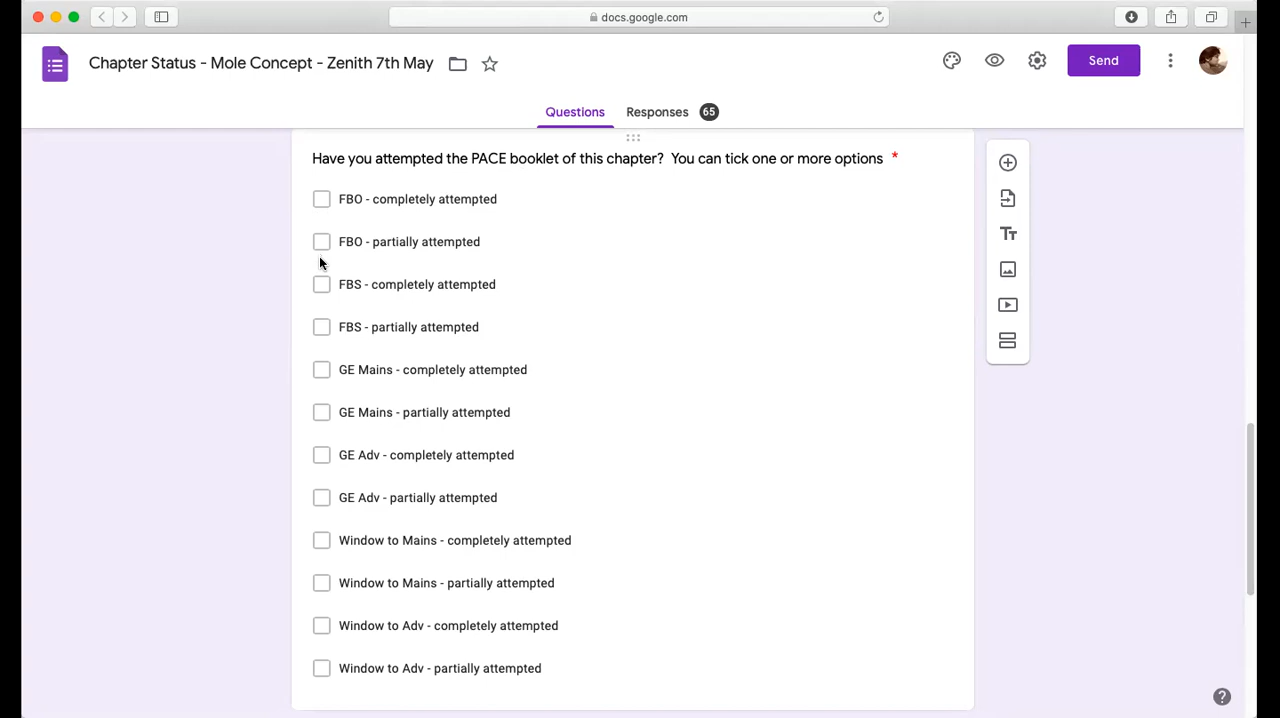 docs.google.com
Chapter Status - Mole Concept - Zenith 7th May
Send
Questions
Responses 65
Have you attempted the PACE booklet of this chapter? You can tick one or more options *
FBO - completely attempted
FBO - partially attempted
FBS - completely attempted
FBS - partially attempted
GE Mains - completely attempted
GE Mains - partially attempted
GE Adv - completely attempted
GE Adv - partially attempted
Window to Mains - completely attempted
Window to Mains - partially attempted
Window to Adv - completely attempted
Window to Adv - partially attempted